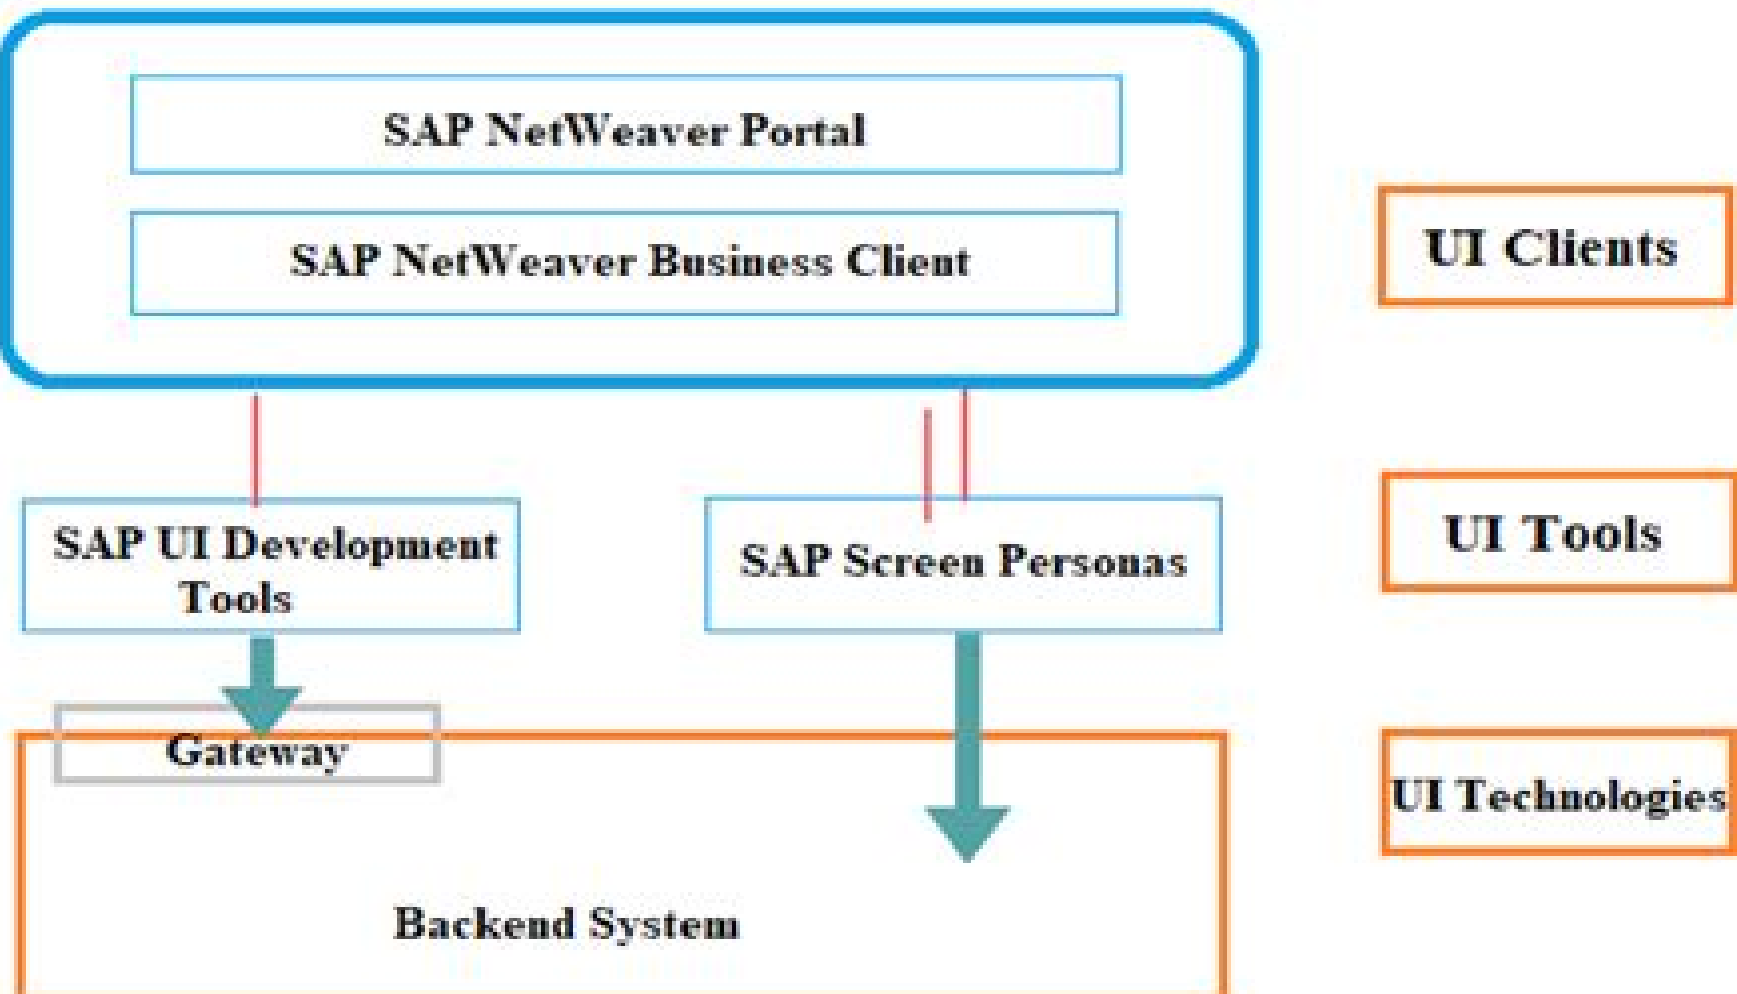 SAP NetWeaver Portal
SAP NetWeaver Business Client
UI Clients
SAP UI Development
Tools
SAP Screen Personas
UI Tools
Gateway
UI Technologies
Backend System